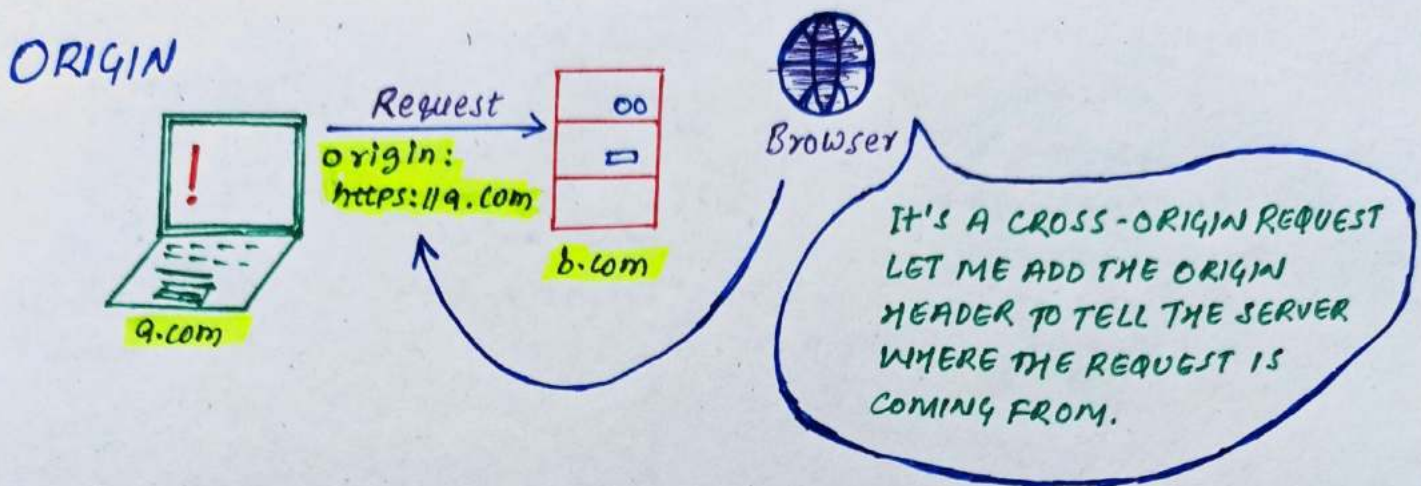 ORIGIN
Request
origin:
https://a.com
b.com
a.com
Browser
IT'S A CROSS-ORIGIN REQUEST
LET ME ADD THE ORIGIN
HEADER TO TELL THE SERVER
WHERE THE REQUEST IS
COMING FROM.
!